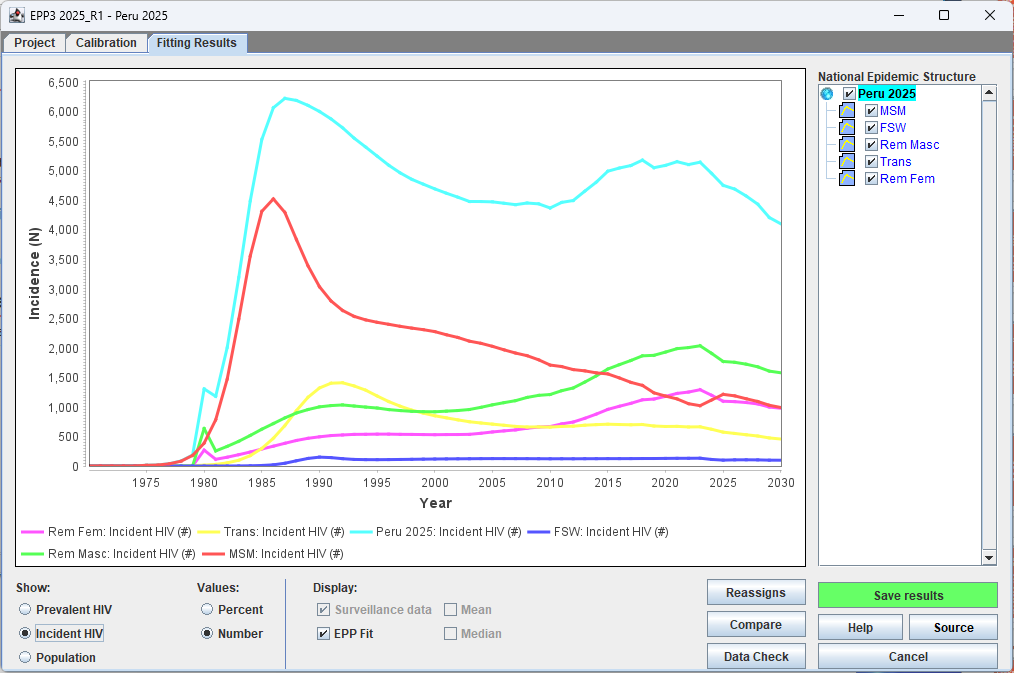 EPP3 2025_R1 - Peru 2025
Project Calibration Fitting Results
6,500
6,000
5,500
5,000
4,500
4,000
3,500
3,000
2,500
2,000
1,500
1,000
500
0
Incidence (N)
1975 1980 1985 1990 1995 2000 2005 2010 2015 2020 2025 2030
Year
Rem Fem: Incident HIV (#) Trans: Incident HIV (#) Peru 2025: Incident HIV (#) FSW: Incident HIV (#)
Rem Masc: Incident HIV (#) MSM: Incident HIV (#)
National Epidemic Structure
Peru 2025
MSM
FSW
Rem Masc
Trans
Rem Fem
Show: Values: Display:
Prevalent HIV Percent Surveillance data Mean
Incident HIV Number EPP Fit Median
Population
Reassigns
Compare
Data Check
Save results
Help Source
Cancel